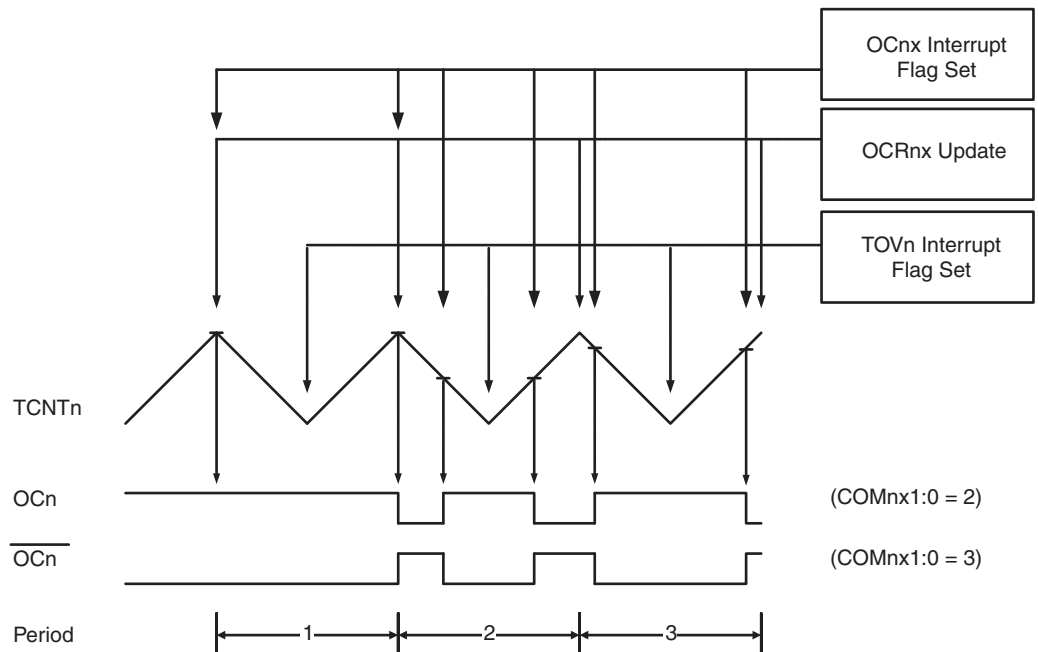 OCnx Interrupt
Flag Set
OCRnx Update
TOVn Interrupt
Flag Set
TCNTn
OCn
(COMnx1:0 = 2)
OCn
(COMnx1:0 = 3)
Period
1
2
3